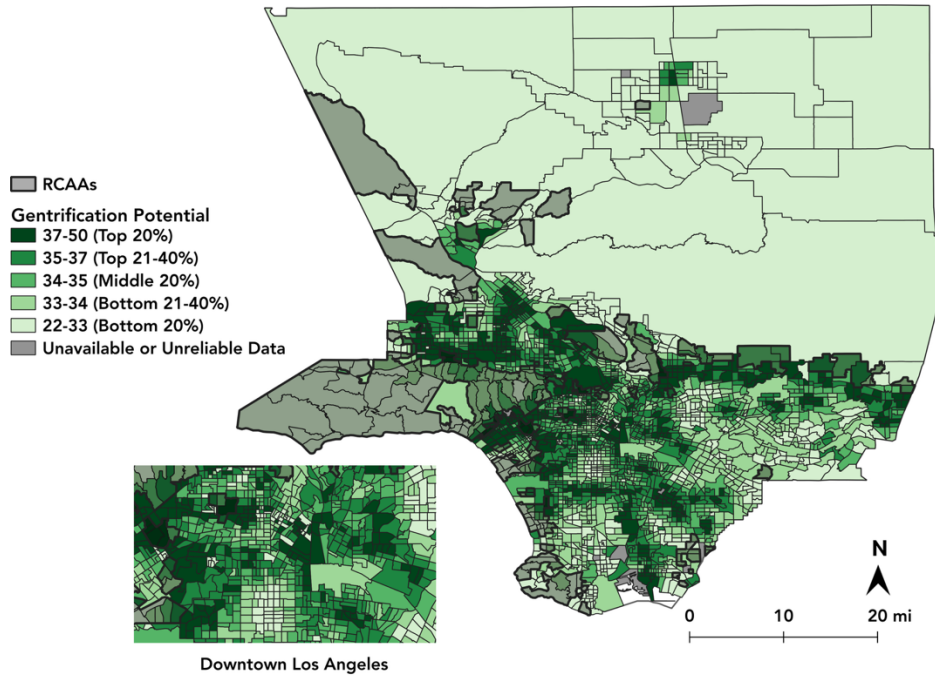 RCAAs
Gentrification Potential
37-50 (Top 20%)
35-37 (Top 21-40%)
34-35 (Middle 20%)
33-34 (Bottom 21-40%)
22-33 (Bottom 20%)
Unavailable or Unreliable Data
N
0 10 20 mi
Downtown Los Angeles